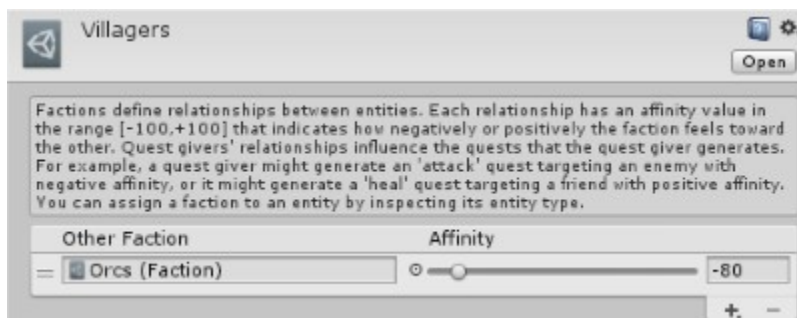 Villagers
Open
Factions define relationships between entities. Each relationship has an affinity value in
the range [-100,+100] that indicates how negatively or positively the faction feels toward
the other. Quest givers' relationships influence the quests that the quest giver generates.
For example, a quest giver might generate an 'attack' quest targeting an enemy with
negative affinity, or it might generate a 'heal' quest targeting a friend with positive affinity.
You can assign a faction to an entity by inspecting its entity type.
Other Faction Affinity
Orcs (Faction) -80